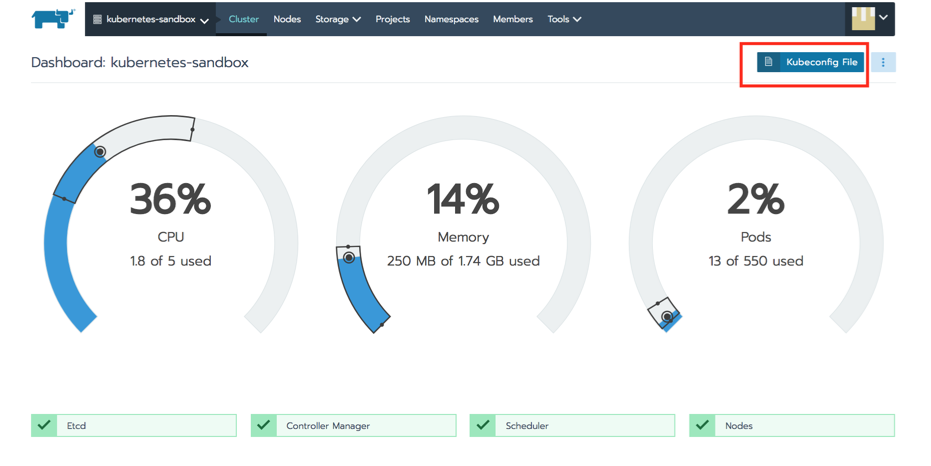 kubernetes-sandbox Cluster Nodes Storage Projects Namespaces Members Tools
Dashboard: kubernetes-sandbox Kubeconfig File
36% 14% 2%
CPU Memory Pods
1.8 of 5 used 250 MB of 1.74 GB used 13 of 550 used
Etcd Controller Manager Scheduler Nodes